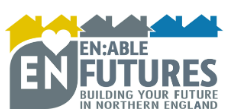 EN
EN:ABLE
FUTURES
BUILDING YOUR FUTURE
IN NORTHERN ENGLAND